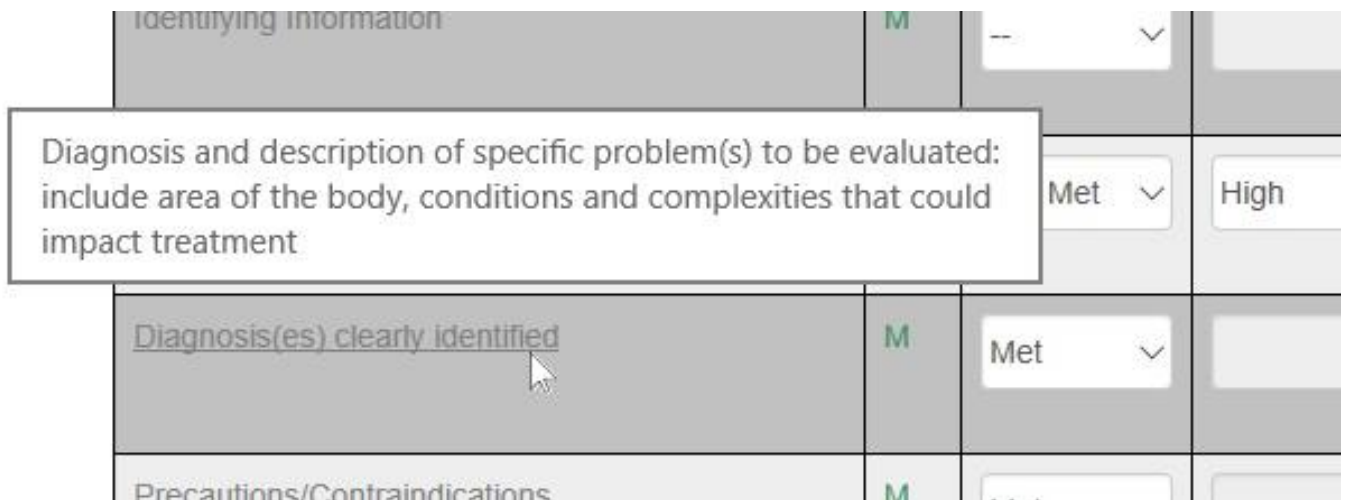 Identifying Information M --
Diagnosis and description of specific problem(s) to be evaluated:
include area of the body, conditions and complexities that could
impact treatment
Met High
Diagnosis(es) clearly identified M Met
Precautions/Contraindications M